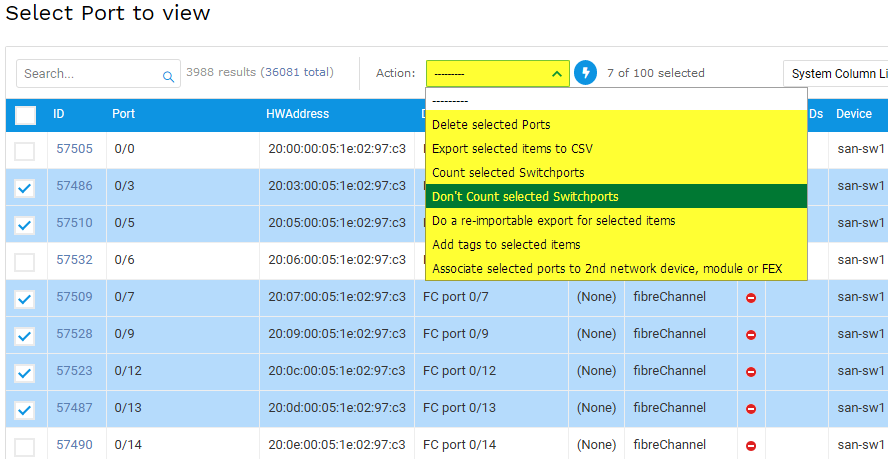 Select Port to view
Search... 3988 results (36081 total) Action: --------- 7 of 100 selected System Column Li
---------
Delete selected Ports
Export selected items to CSV
Count selected Switchports
Don't Count selected Switchports
Do a re-importable export for selected items
Add tags to selected items
Associate selected ports to 2nd network device, module or FEX
ID Port HWAddress Ds Device
57505 0/0 20:00:00:05:1e:02:97:c3 san-sw1
57486 0/3 20:03:00:05:1e:02:97:c3 san-sw1
57510 0/5 20:05:00:05:1e:02:97:c3 san-sw1
57532 0/6 20:06:00:05:1e:02:97:c3 san-sw1
57509 0/7 20:07:00:05:1e:02:97:c3 FC port 0/7 (None) fibreChannel san-sw1
57528 0/9 20:09:00:05:1e:02:97:c3 FC port 0/9 (None) fibreChannel san-sw1
57523 0/12 20:0c:00:05:1e:02:97:c3 FC port 0/12 (None) fibreChannel san-sw1
57487 0/13 20:0d:00:05:1e:02:97:c3 FC port 0/13 (None) fibreChannel san-sw1
57490 0/14 20:0e:00:05:1e:02:97:c3 FC port 0/14 (None) fibreChannel san-sw1